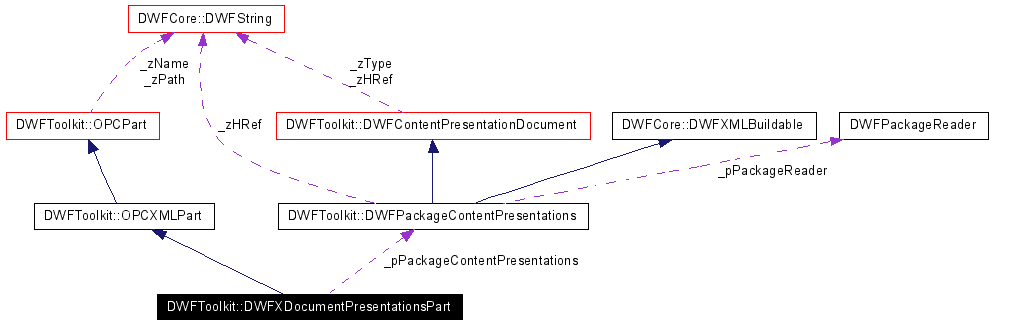 DWFCore::DWFString
_zName
_zPath
_zType
_zHRef
DWFToolkit::OPCPart
_zHRef
DWFToolkit::DWFContentPresentationDocument
DWFCore::DWFXMLBuildable
DWFPackageReader
_pPackageReader
DWFToolkit::OPCXMLPart
DWFToolkit::DWFPackageContentPresentations
_pPackageContentPresentations
DWFToolkit::DWFXDocumentPresentationsPart